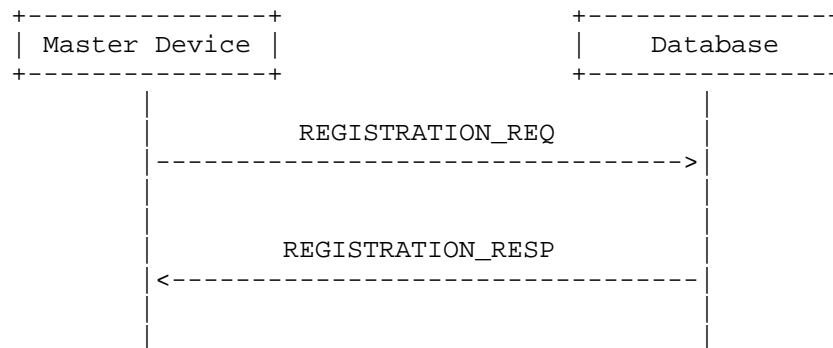 Master Device Database
REGISTRATION_REQ
REGISTRATION_RESP